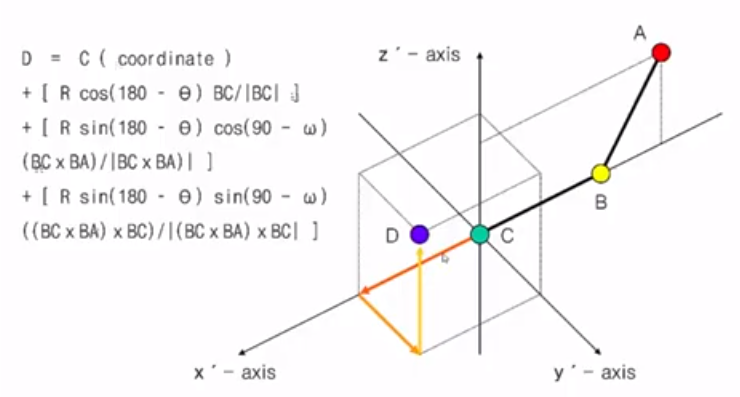 D = C ( coordinate )
+ [ R cos(180 - θ) BC/|BC| ]
+ [ R sin(180 - θ) cos(90 - ω)
(BC x BA)/|BC x BA)| ]
+ [ R sin(180 - θ) sin(90 - ω)
((BC x BA) x BC)/|(BC x BA) x BC| ]
z ´ - axis
A
B
D
C
x ´ - axis
y ´ - axis